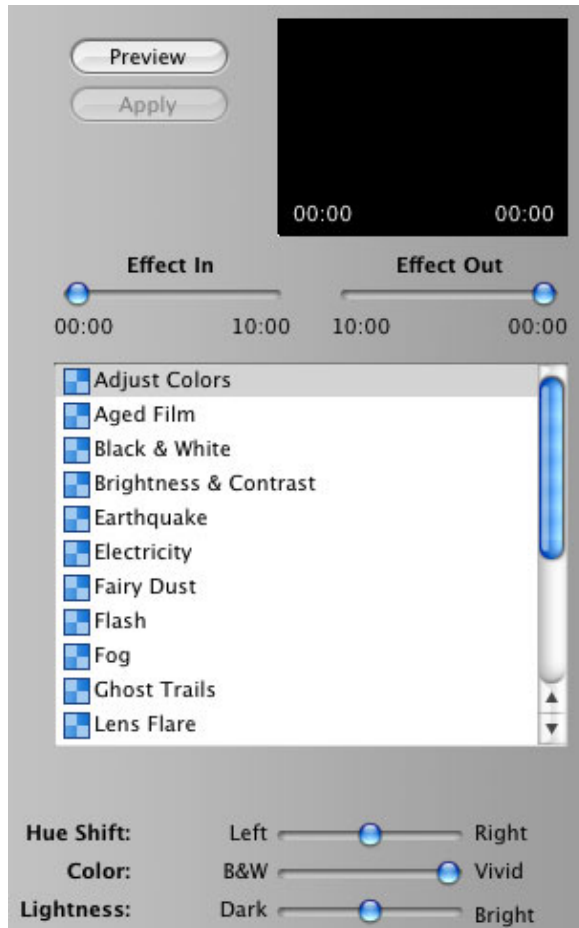 Preview
Apply
00:00 00:00
Effect In Effect Out
00:00 10:00 10:00 00:00
Adjust Colors
Aged Film
Black & White
Brightness & Contrast
Earthquake
Electricity
Fairy Dust
Flash
Fog
Ghost Trails
Lens Flare
Hue Shift: Left Right
Color: B&W Vivid
Lightness: Dark Bright